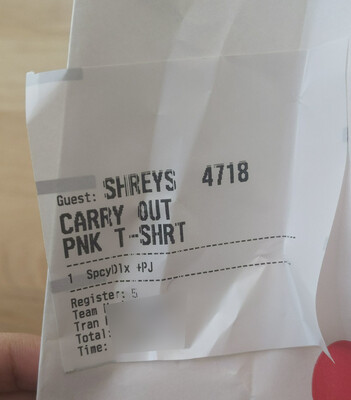 Guest: SHREYS 4718
CARRY OUT
PNK T-SHRT
1 SpcyDlx +PJ
Register: 5
Team
Tran
Total:
Time: